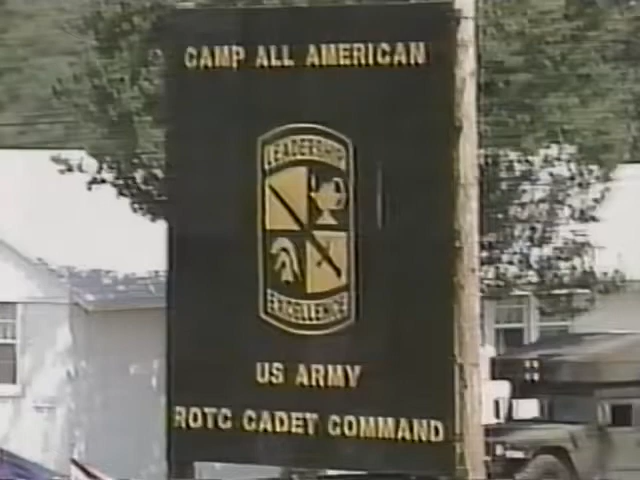 CAMP ALL AMERICAN
LEADERSHIP
EXCELLENCE
US ARMY
ROTC CADET COMMAND